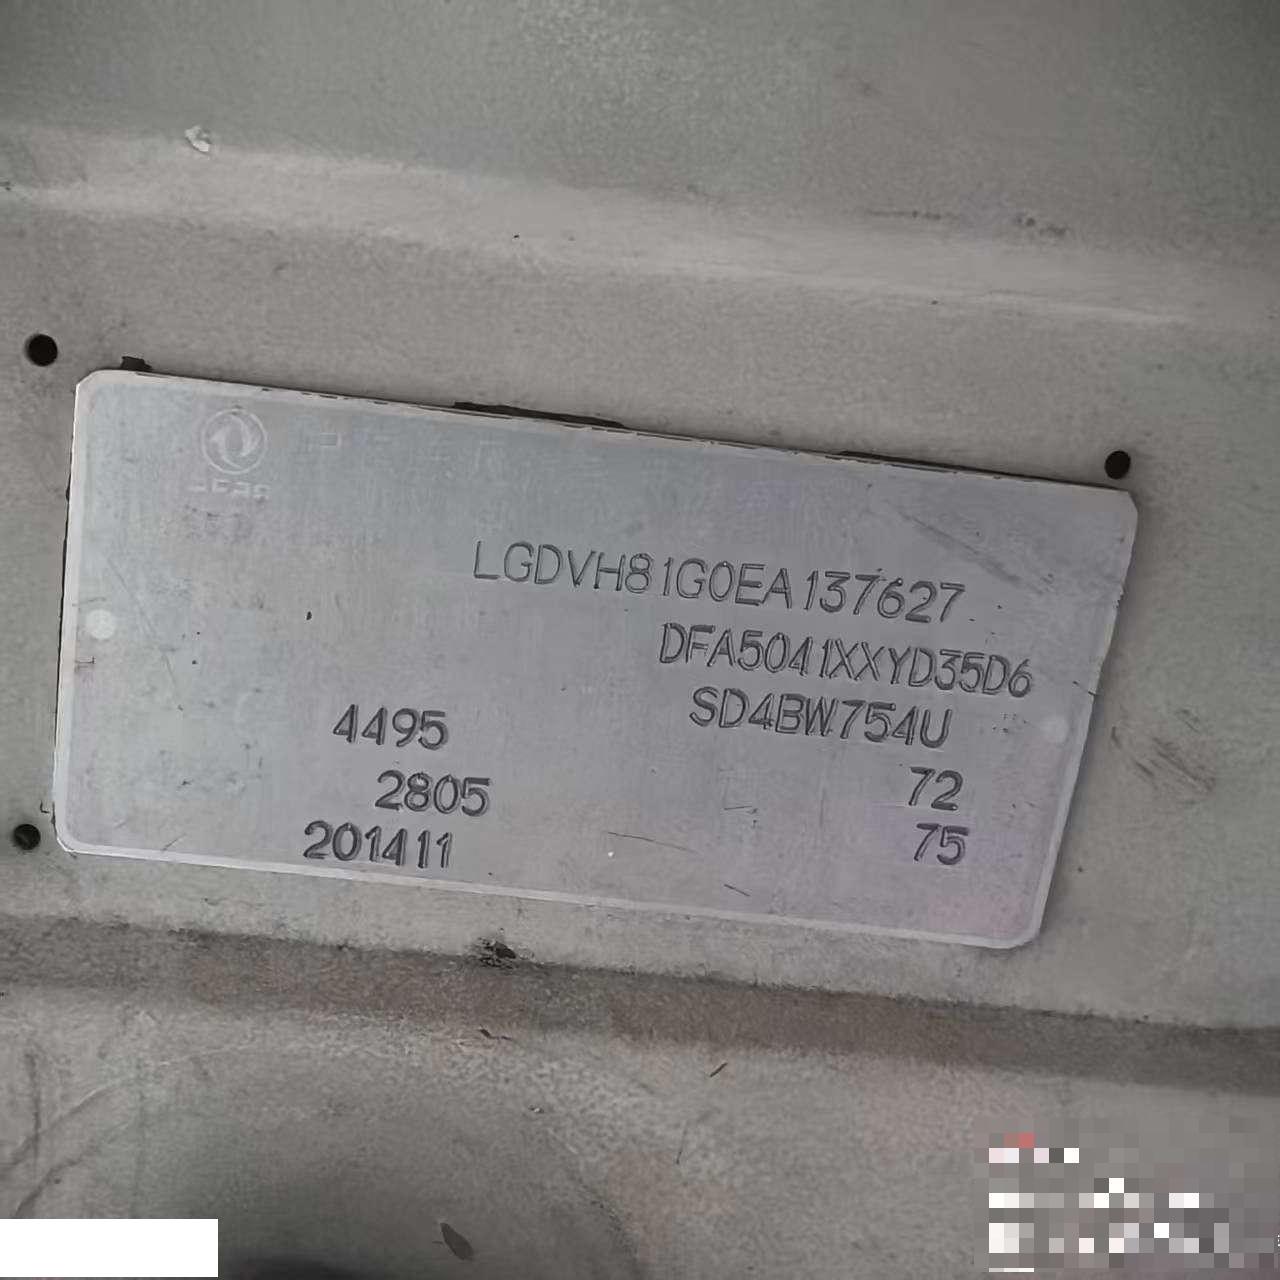 LGDVH81G0EA137627
DFA5041XXYD35D6
4495 SD4BW754U
2805 72
201411 75